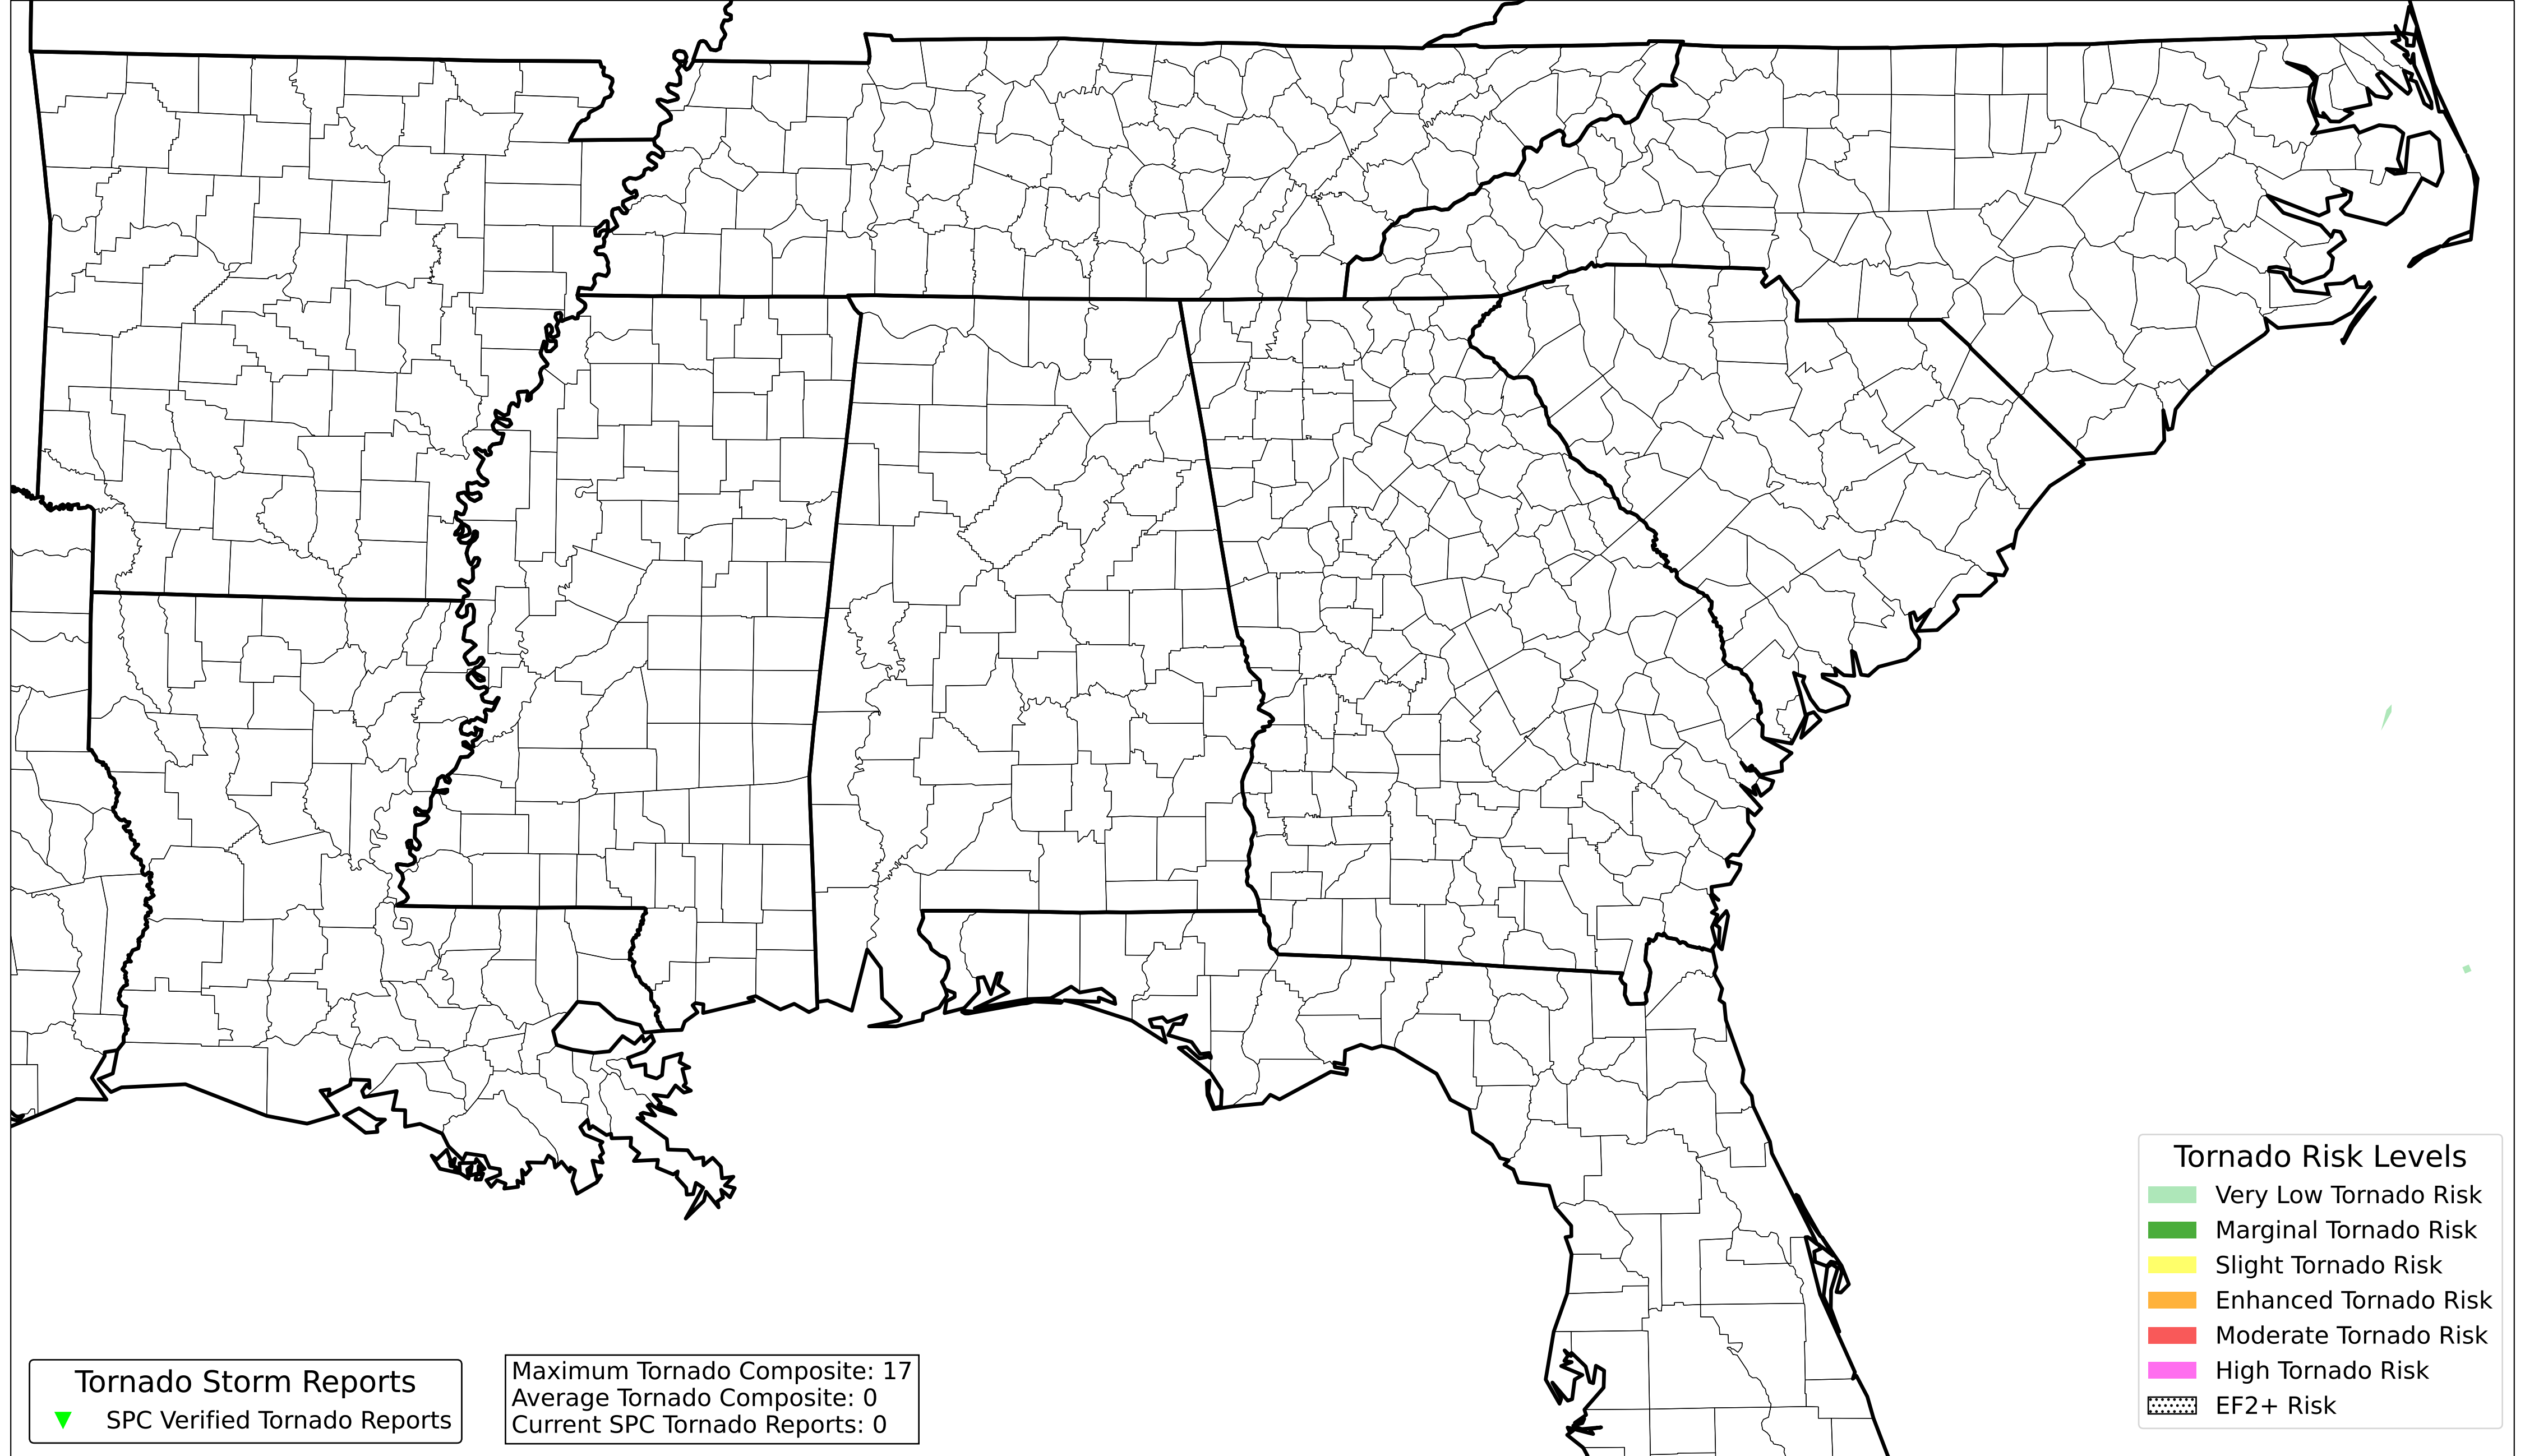 Tornado Risk Levels
Very Low Tornado Risk
Marginal Tornado Risk
Slight Tornado Risk
Enhanced Tornado Risk
Moderate Tornado Risk
High Tornado Risk
EF2+ Risk
Tornado Storm Reports
SPC Verified Tornado Reports
Maximum Tornado Composite: 17
Average Tornado Composite: 0
Current SPC Tornado Reports: 0